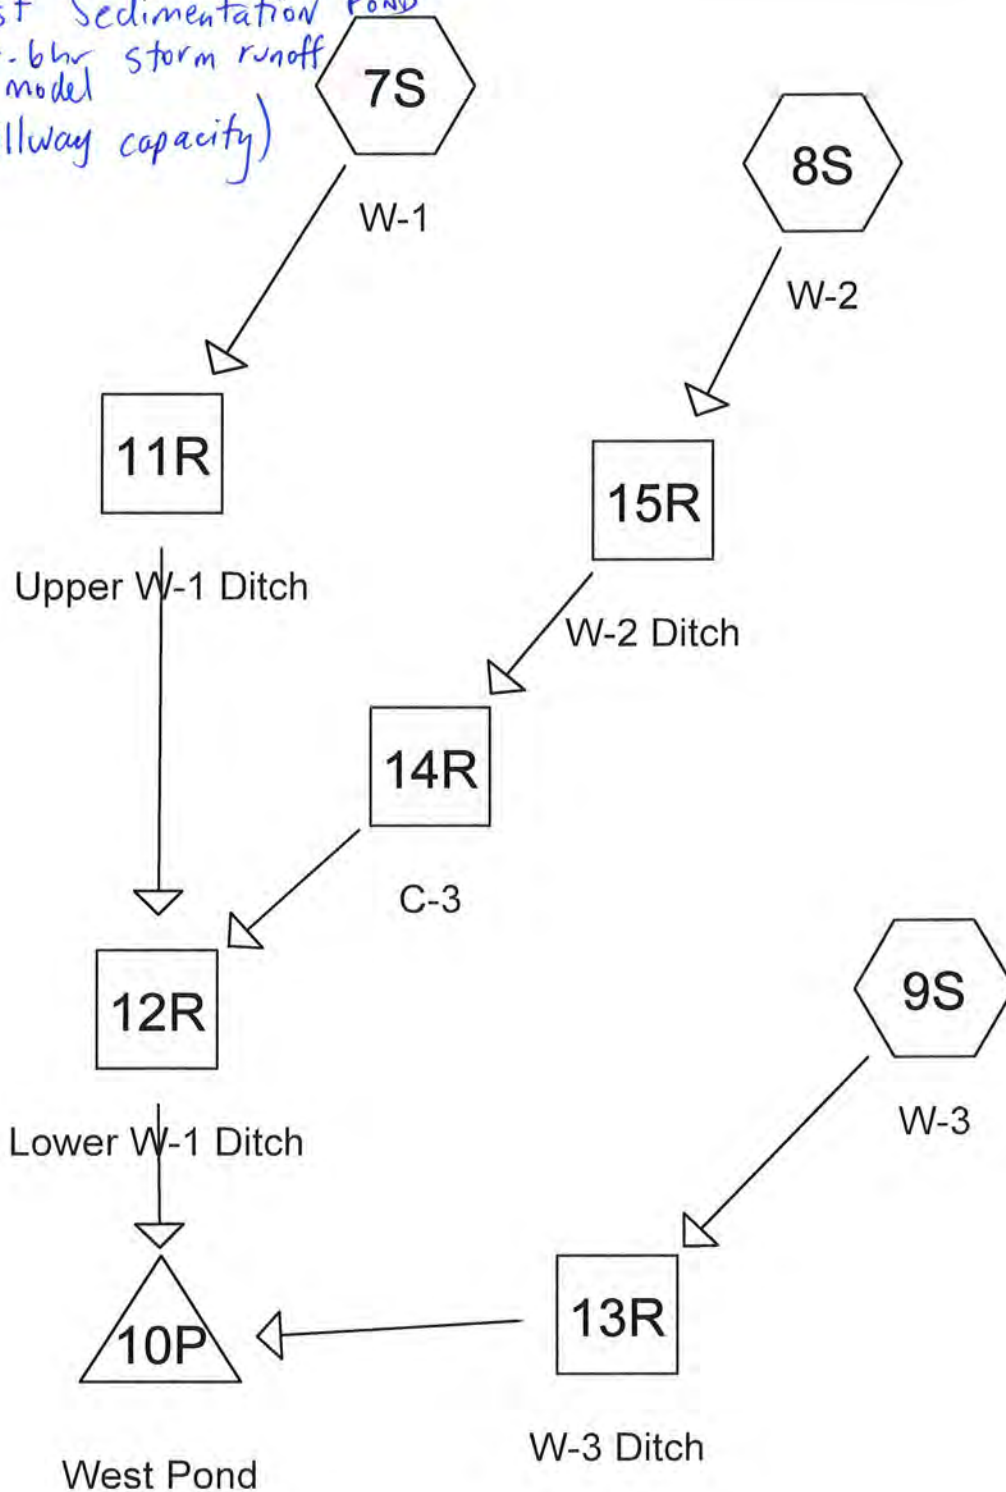 Sedimentation POND
storm runoff
model
capacity)
7S
W-1
8S
W-2
11R
Upper W-1 Ditch
15R
W-2 Ditch
14R
C-3
12R
Lower W-1 Ditch
9S
W-3
10P
West Pond
13R
W-3 Ditch